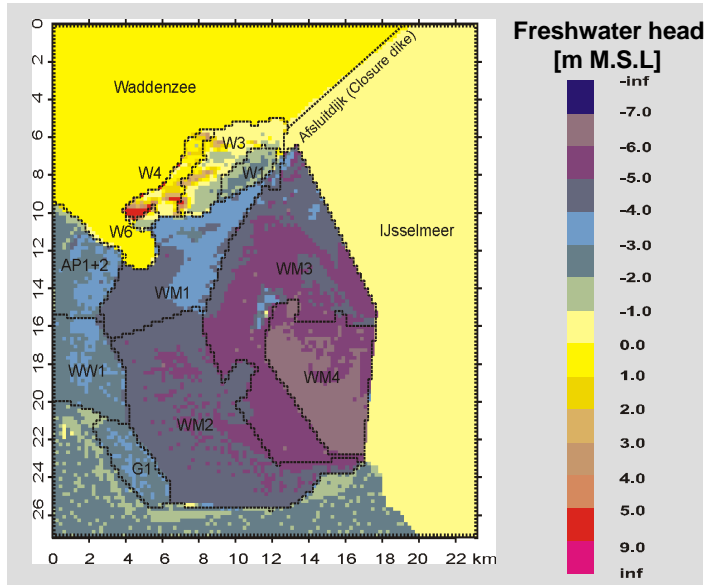 Freshwater head
[m M.S.L]
-inf
-7.0
-6.0
-5.0
-4.0
-3.0
-2.0
-1.0
0.0
1.0
2.0
3.0
4.0
5.0
9.0
inf
0
2
4
6
8
10
12
14
16
18
20
22
24
26
Waddenzee
Afsluitdijk (Closure dike)
W3
W4
W1
W6
IJsselmeer
AP1+2
WM1
WM3
WW1
WM4
WM2
G1
0 2 4 6 8 10 12 14 16 18 20 22 km